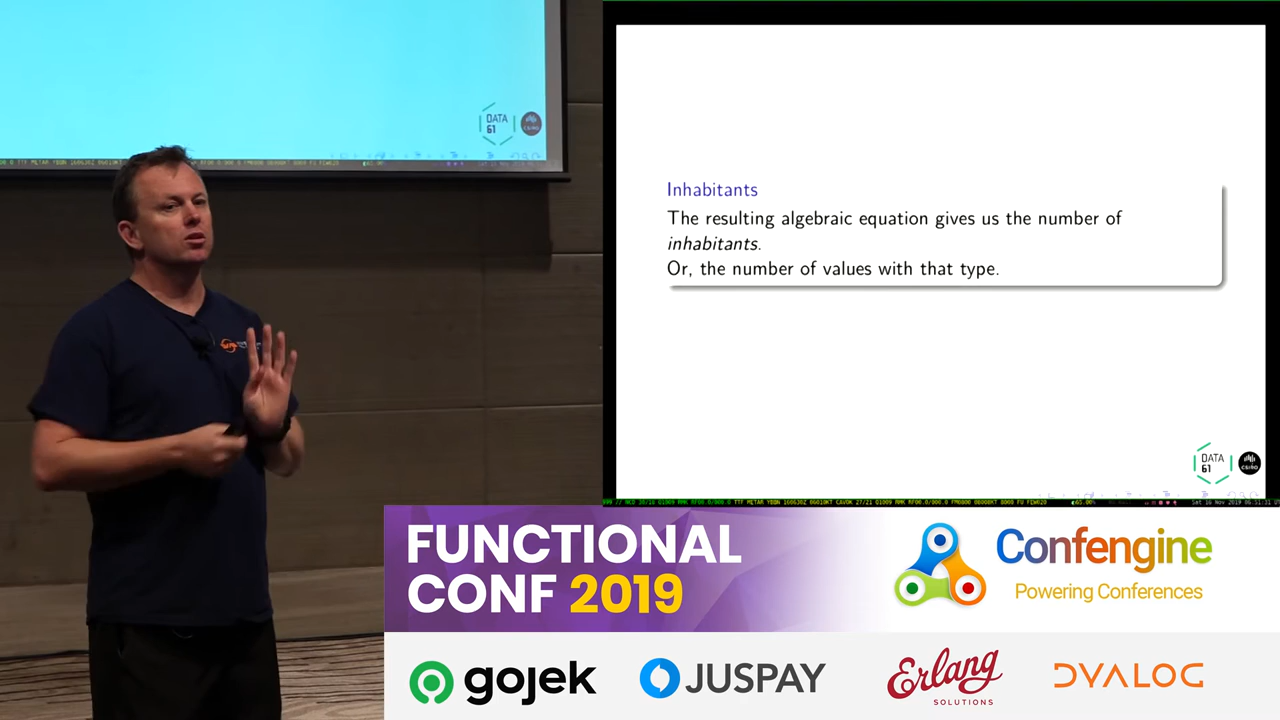 DATA
61
Inhabitants
The resulting algebraic equation gives us the number of
inhabitants.
Or, the number of values with that type.
DATA
61
CSIRO
FUNCTIONAL
CONF 2019
Confengine
Powering Conferences
gojek
JUSPAY
Erlang
SOLUTIONS
DYALOG